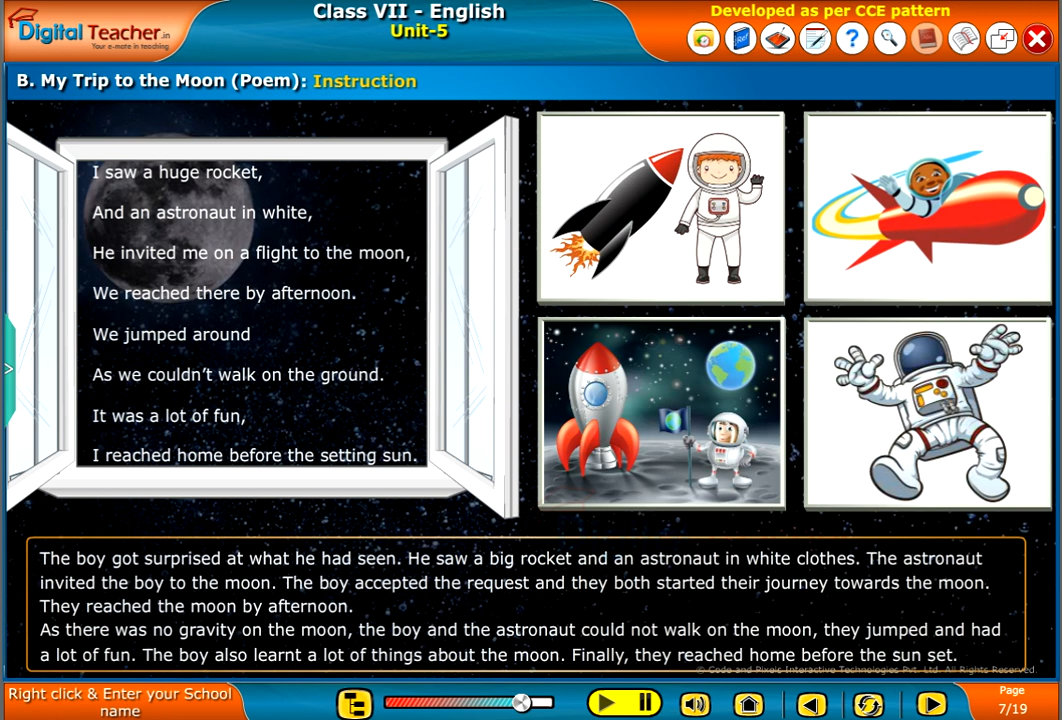 Digital Teacher.in
Your e-mate in teaching
Class VII - English
Unit-5
Developed as per CCE pattern
B. My Trip to the Moon (Poem): Instruction
I saw a huge rocket,
And an astronaut in white,
He invited me on a flight to the moon,
We reached there by afternoon.
We jumped around
As we couldn't walk on the ground.
It was a lot of fun,
I reached home before the setting sun.
The boy got surprised at what he had seen. He saw a big rocket and an astronaut in white clothes. The astronaut
invited the boy to the moon. The boy accepted the request and they both started their journey towards the moon.
They reached the moon by afternoon.
As there was no gravity on the moon, the boy and the astronaut could not walk on the moon, they jumped and had
a lot of fun. The boy also learnt a lot of things about the moon. Finally, they reached home before the sun set.
© Code and Pixels Interactive Technologies Pvt. Ltd. All Rights Reserved.
Right click & Enter your School
name
Page
7/19